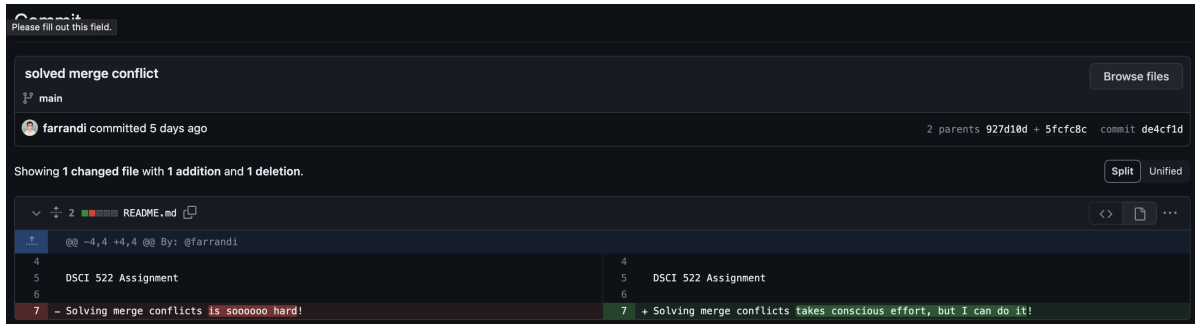 Commit
Please fill out this field.
solved merge conflict
Browse files
main
farrandi committed 5 days ago
2 parents 927d10d + 5fcfc8c commit de4cf1d
Showing 1 changed file with 1 addition and 1 deletion.
Split Unified
2 README.md
@@ -4,4 +4,4 @@ By: @farrandi
4 4
5 DSCI 522 Assignment 5 DSCI 522 Assignment
6 6
7 - Solving merge conflicts is soooooo hard! 7 + Solving merge conflicts takes conscious effort, but I can do it!